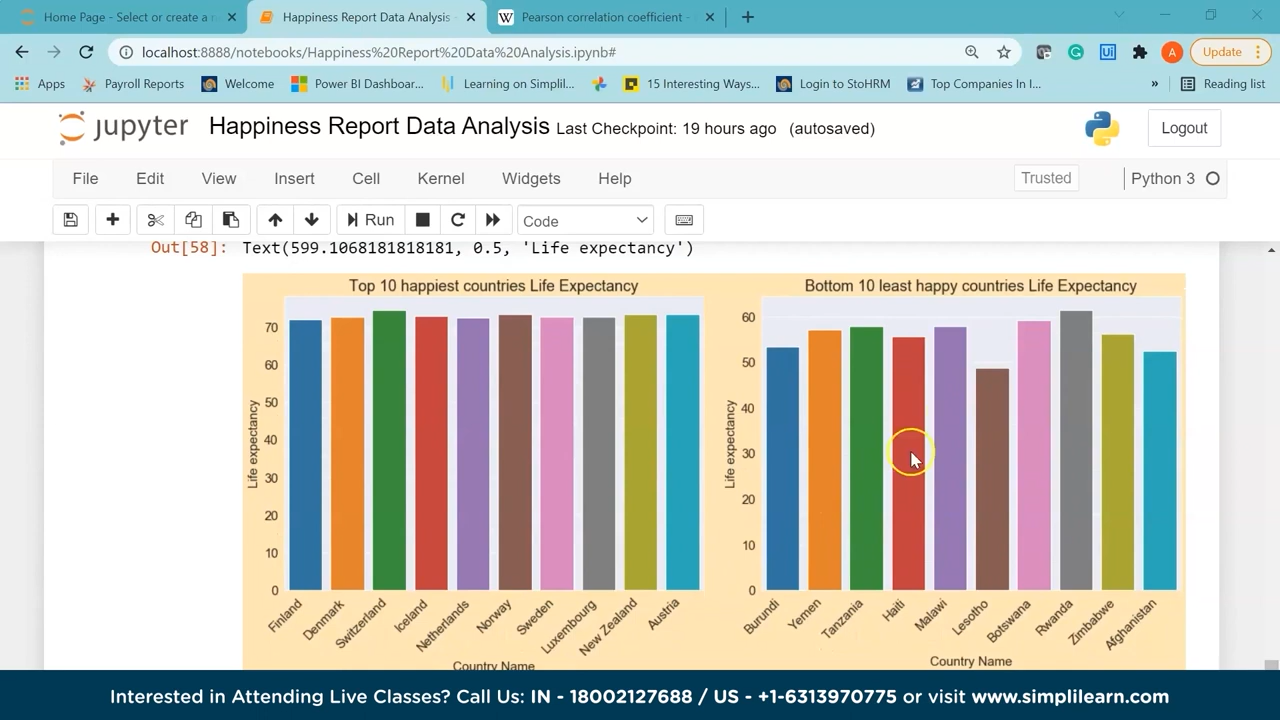 Home Page - Select or create a n
Happiness Report Data Analysis -
Pearson correlation coefficient -
localhost:8888/notebooks/Happiness%20Report%20Data%20Analysis.ipynb#
A
Update
Apps
Payroll Reports
Welcome
Power BI Dashboar...
Learning on Simplil...
15 Interesting Ways...
Login to StoHRM
Top Companies In I...
»
Reading list
jupyter
Happiness Report Data Analysis Last Checkpoint: 19 hours ago (autosaved)
Logout
File Edit View Insert Cell Kernel Widgets Help
Trusted
Python 3
Run
Code
Out[58]: Text(599.1068181818181, 0.5, 'Life expectancy')
Top 10 happiest countries Life Expectancy
70
60
50
40
30
20
10
0
Life expectancy
Finland
Denmark
Switzerland
Iceland
Netherlands
Norway
Sweden
Luxembourg
New Zealand
Austria
Country Name
Bottom 10 least happy countries Life Expectancy
60
50
40
30
20
10
0
Life expectancy
Burundi
Yemen
Tanzania
Haiti
Malawi
Lesotho
Botswana
Rwanda
Zimbabwe
Afghanistan
Country Name
Interested in Attending Live Classes? Call Us: IN - 18002127688 / US - +1-6313970775 or visit www.simplilearn.com